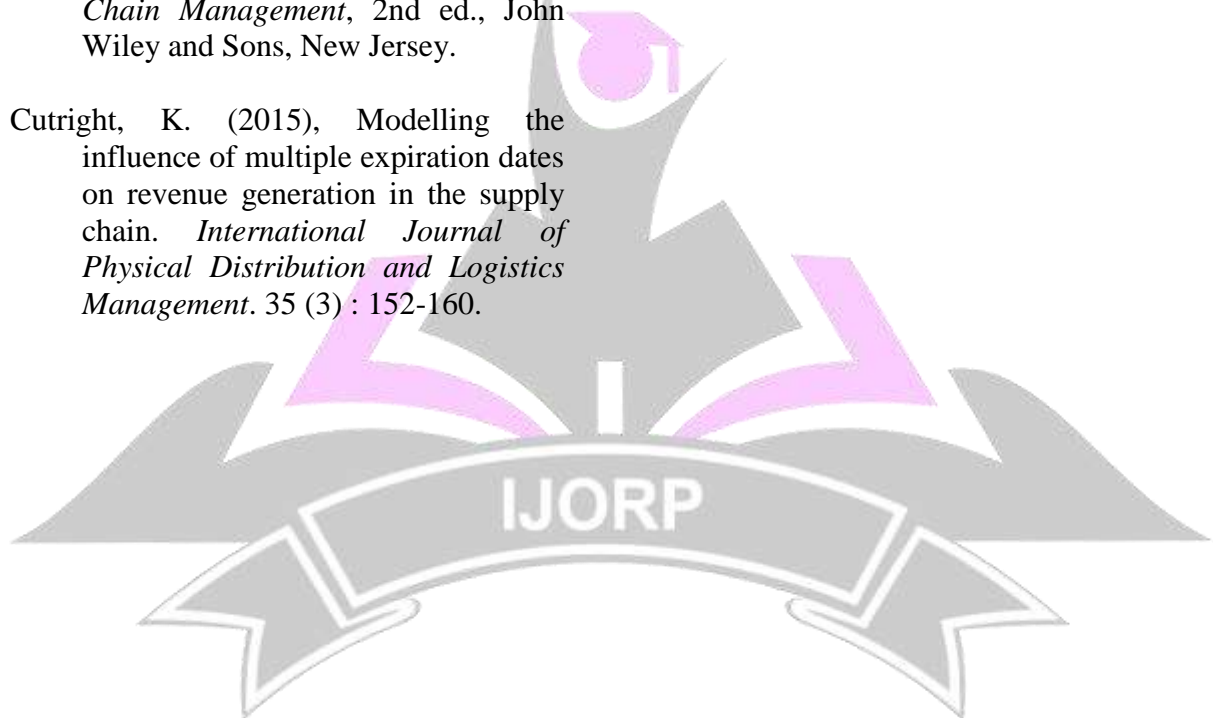 Chain Management, 2nd ed., John
Wiley and Sons, New Jersey.
Cutright, K. (2015), Modelling the
influence of multiple expiration dates
on revenue generation in the supply
chain. International Journal of
Physical Distribution and Logistics
Management. 35 (3) : 152-160.
IJORP